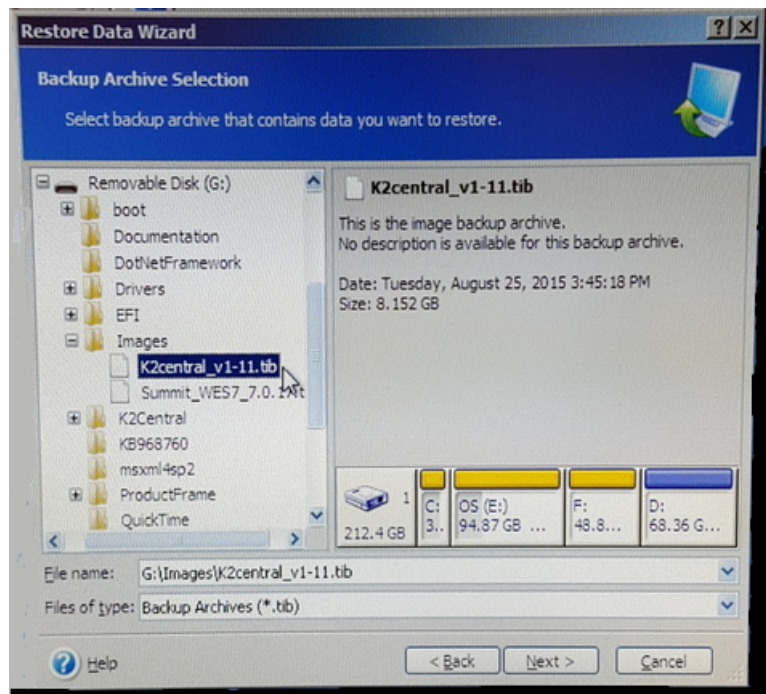 Restore Data Wizard
Backup Archive Selection
Select backup archive that contains data you want to restore.
Removable Disk (G:)
boot
Documentation
DotNetFramework
Drivers
EFI
Images
K2central_v1-11.tib
Summit_WES7_7.0.
K2Central
KB968760
msxml4sp2
ProductFrame
QuickTime
K2central_v1-11.tib
This is the image backup archive.
No description is available for this backup archive.
Date: Tuesday, August 25, 2015 3:45:18 PM
Size: 8.152 GB
1
212.4 GB
C:
3..
OS (E:)
94.87 GB ...
F:
48.8...
D:
68.36 G...
File name: G:\Images\K2central_v1-11.tib
Files of type: Backup Archives (*.tib)
Help
< Back
Next >
Cancel